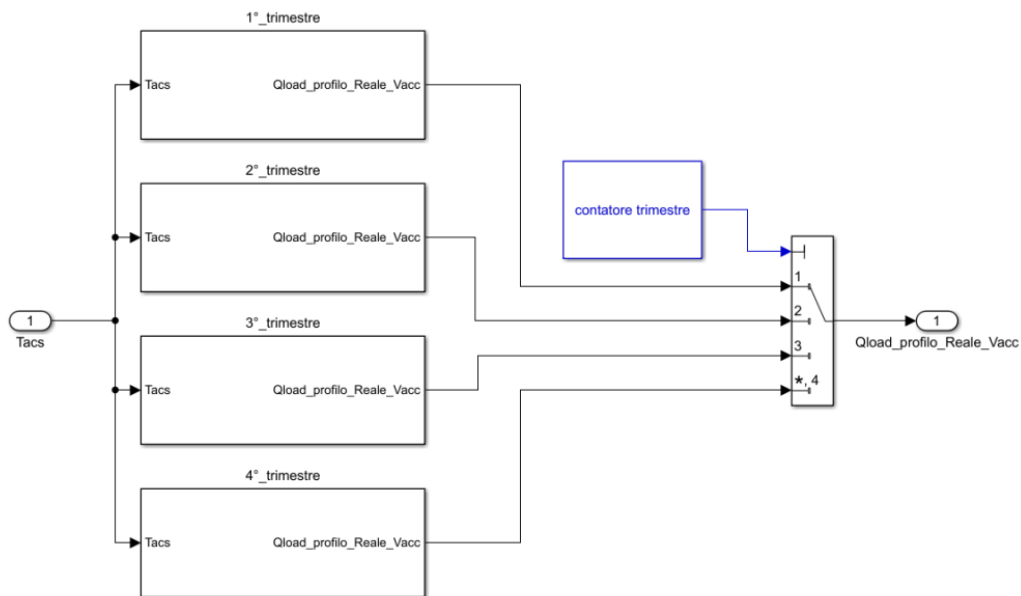 1°_trimestre
Tacs
Qload_profilo_Reale_Vacc
2°_trimestre
Tacs
Qload_profilo_Reale_Vacc
contatore trimestre
1
2
3
*, 4
1
Tacs
3°_trimestre
Tacs
Qload_profilo_Reale_Vacc
1
Qload_profilo_Reale_Vacc
4°_trimestre
Tacs
Qload_profilo_Reale_Vacc